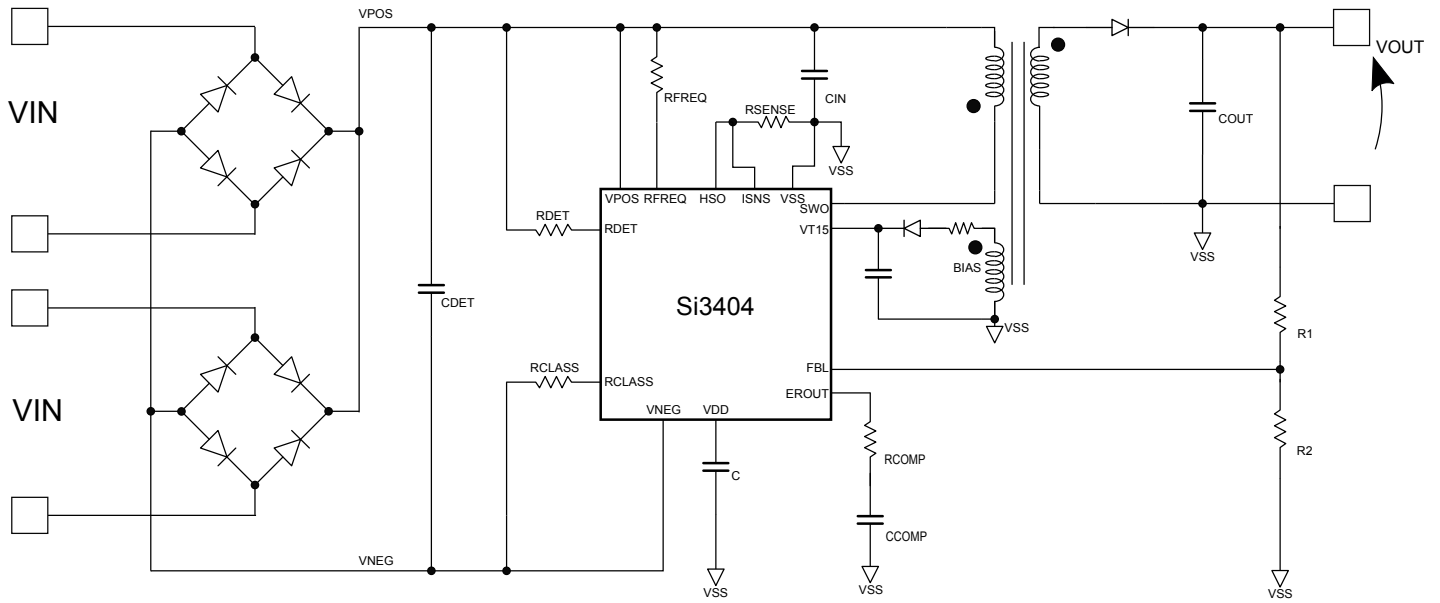 VPOS
VIN
RFREQ
CIN
RSENSE
VSS
VOUT
COUT
VPOS RFREQ HSO ISNS VSS
SWO
RDET
RDET
VT15
BIAS
VSS
VSS
CDET
Si3404
R1
RCLASS
RCLASS
FBL
EROUT
VIN
VNEG
VDD
C
RCOMP
R2
CCOMP
VNEG
VSS
VSS
VSS